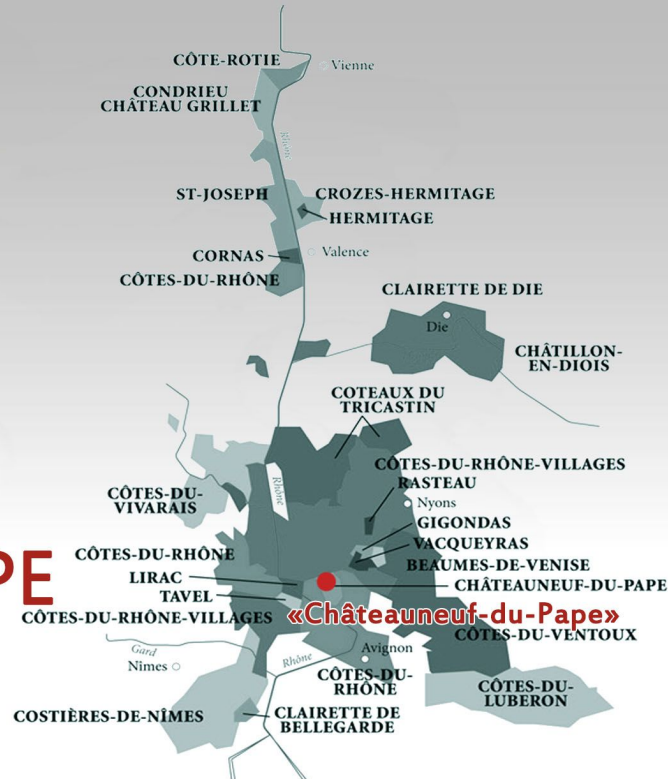 CÔTE-ROTIE
Vienne
CONDRIEU
CHÂTEAU GRILLET
Rhône
ST-JOSEPH
CROZES-HERMITAGE
HERMITAGE
CORNAS
Valence
CÔTES-DU-RHÔNE
CLAIRETTE DE DIE
Die
CHÂTILLON-
EN-DIOIS
COTEAUX DU
TRICASTIN
CÔTES-DU-RHÔNE-VILLAGES
RASTEAU
Rhône
CÔTES-DU-
VIVARAIS
Nyons
GIGONDAS
VACQUEYRAS
BEAUMES-DE-VENISE
CÔTES-DU-RHÔNE
PE
LIRAC
CHÂTEAUNEUF-DU-PAPE
TAVEL
CÔTES-DU-RHÔNE-VILLAGES
«Châteauneuf-du-Pape»
CÔTES-DU-VENTOUX
Gard
Avignon
Nîmes
Rhône
CÔTES-DU-
RHÔNE
CÔTES-DU-
LUBERON
COSTIÈRES-DE-NÎMES
CLAIRETTE DE
BELLEGARDE